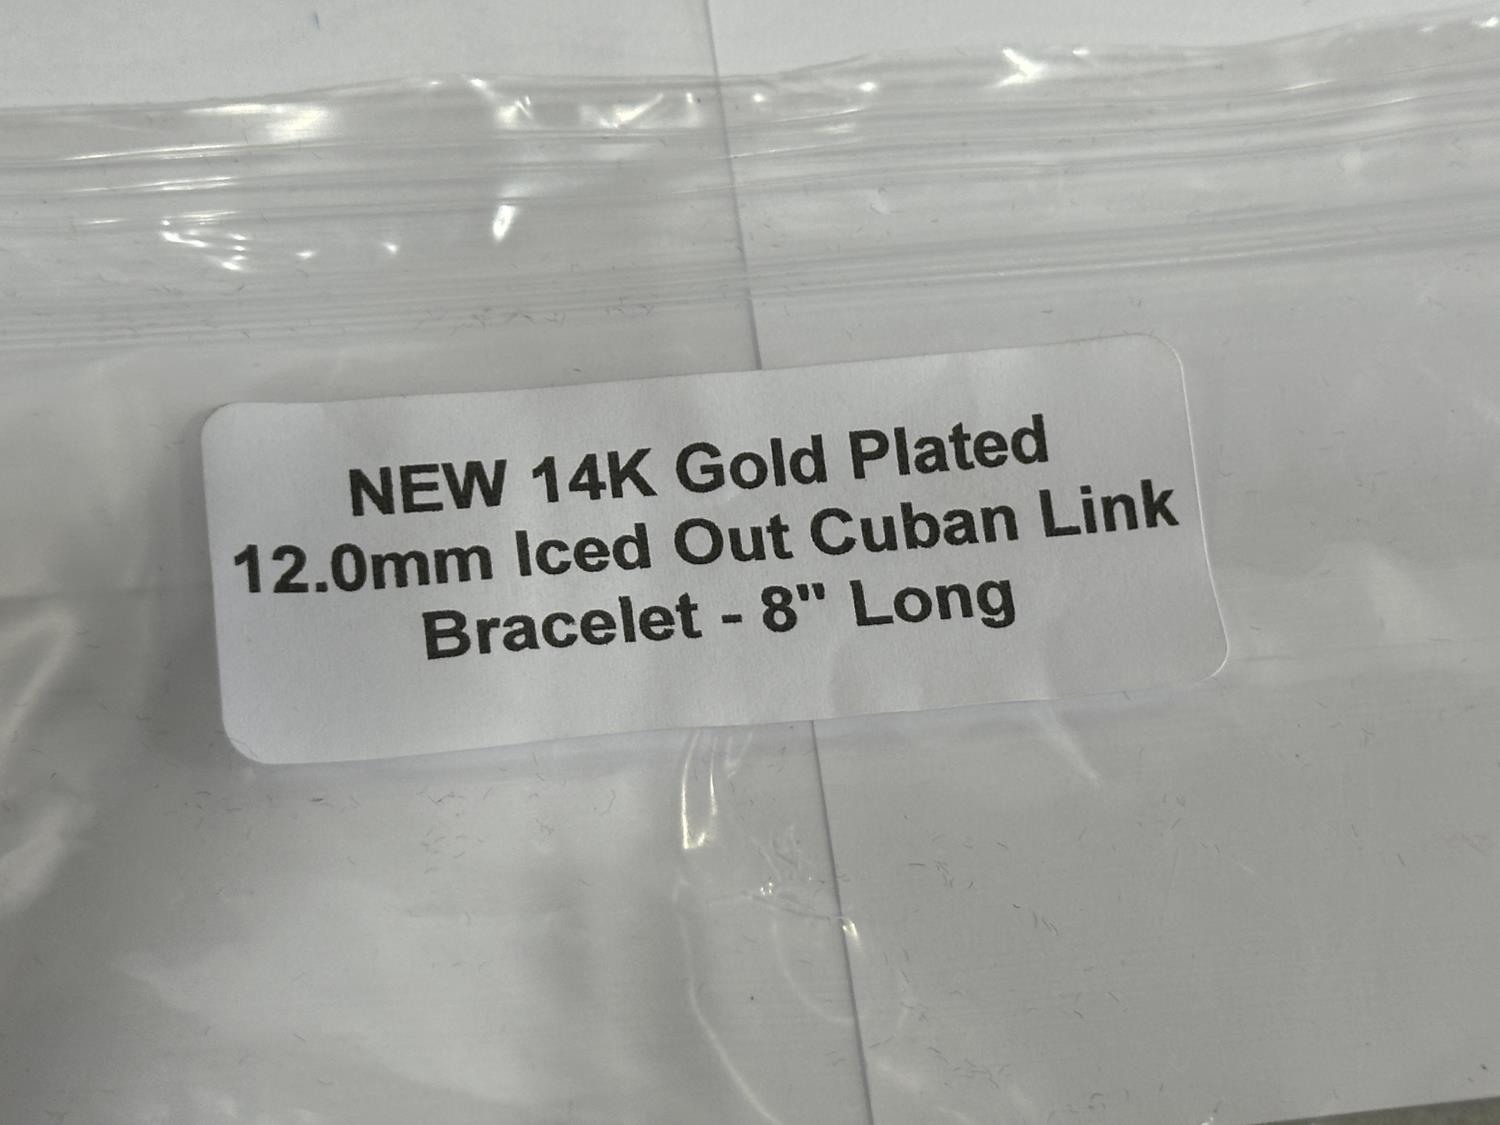 NEW 14K Gold Plated
12.0mm Iced Out Cuban Link
Bracelet - 8" Long